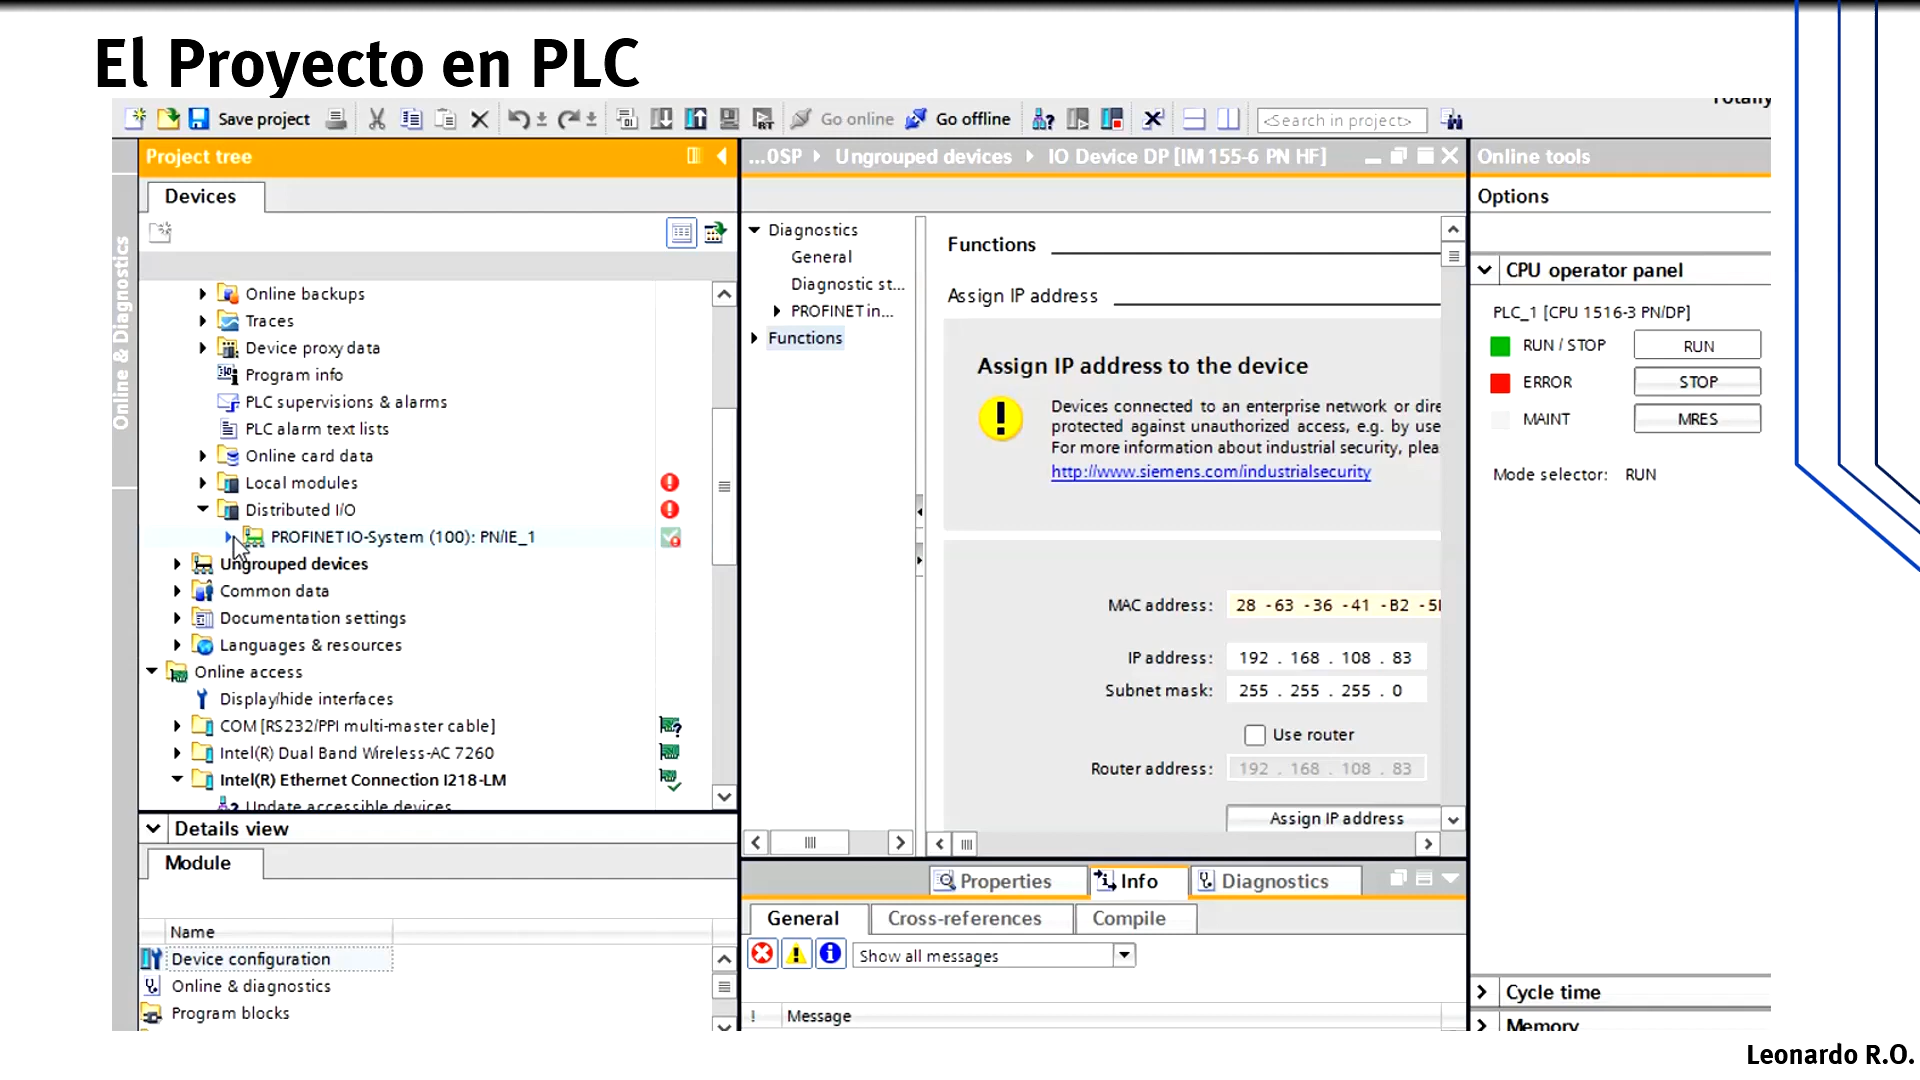 El Proyecto en PLC
Save project
Go online
Go offline
<Search in project>
Project tree
Devices
Online & Diagnostics
Online backups
Traces
Device proxy data
Program info
PLC supervisions & alarms
PLC alarm text lists
Online card data
Local modules
Distributed I/O
PROFINET IO-System (100): PN/IE_1
Ungrouped devices
Common data
Documentation settings
Languages & resources
Online access
Display/hide interfaces
COM [RS232/PPI multi-master cable]
Intel(R) Dual Band Wireless-AC 7260
Intel(R) Ethernet Connection I218-LM
Update accessible devices
Details view
Module
Name
Device configuration
Online & diagnostics
Program blocks
...0SP
Ungrouped devices
IO Device DP [IM 155-6 PN HF]
Diagnostics
General
Diagnostic st...
PROFINET in...
Functions
Functions
Assign IP address
Assign IP address to the device
Devices connected to an enterprise network or dire
protected against unauthorized access, e.g. by use
For more information about industrial security, plea
http://www.siemens.com/industrialsecurity
MAC address: 28 -63 -36 -41 -B2 -5
IP address: 192 . 168 . 108 . 83
Subnet mask: 255 . 255 . 255 . 0
Use router
Router address: 192 . 168 . 108 . 83
Assign IP address
Properties
Info
Diagnostics
General
Cross-references
Compile
Show all messages
! Message
Totally
Online tools
Options
CPU operator panel
PLC_1 [CPU 1516-3 PN/DP]
RUN / STOP
RUN
ERROR
STOP
MAINT
MRES
Mode selector: RUN
Cycle time
Memory
Leonardo R.O.